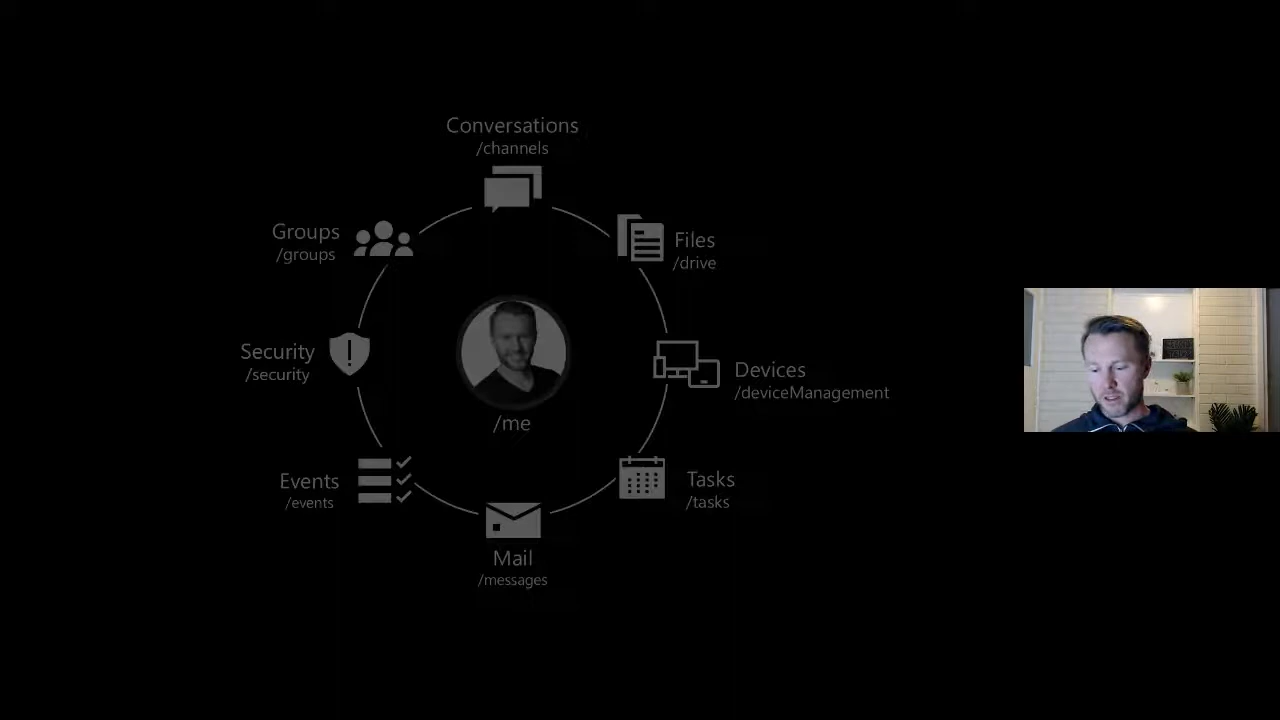 Conversations
/channels
Groups
/groups
Files
/drive
Security
/security
Devices
/deviceManagement
/me
Events
/events
Tasks
/tasks
Mail
/messages